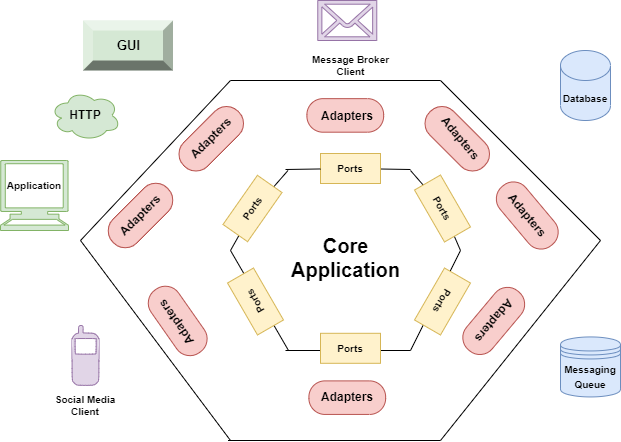 GUI
Message Broker
Client
Database
HTTP
Adapters
Adapters
Adapters
Adapters
Application
Ports
Adapters
Ports
Ports
Adapters
Core
Application
Ports
Ports
Adapters
Adapters
Ports
Messaging
Queue
Social Media
Client
Adapters